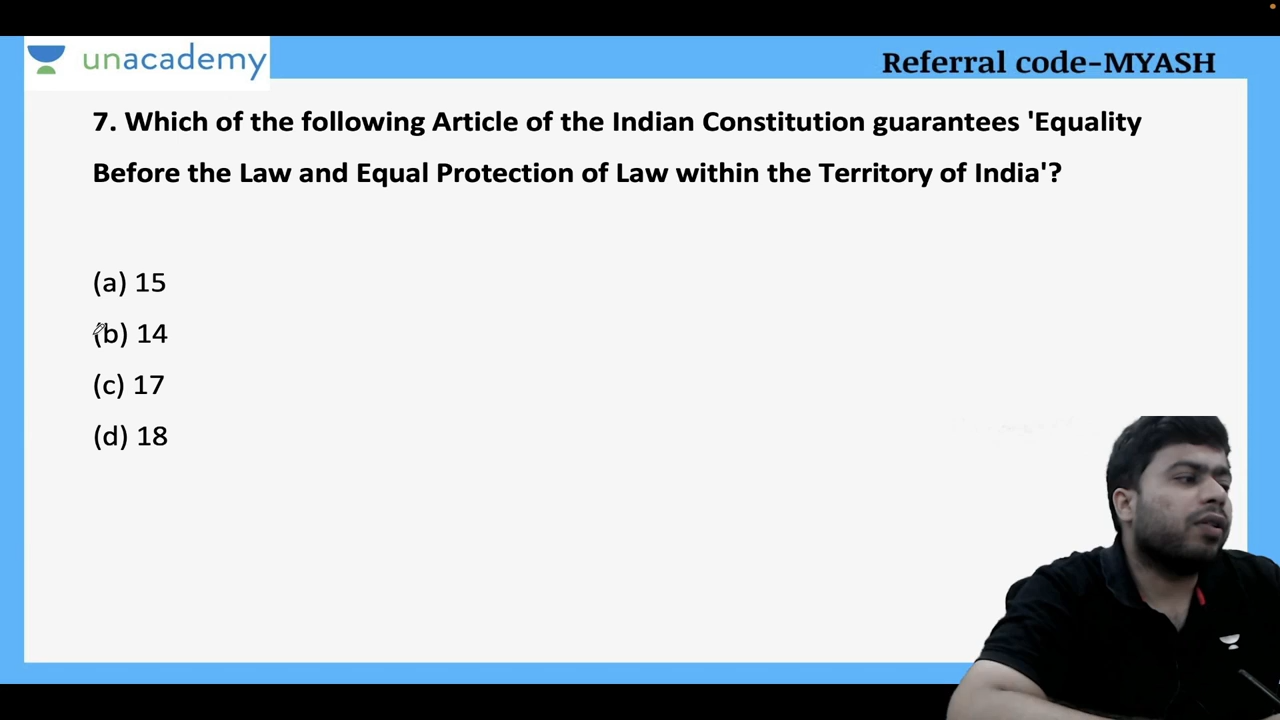 unacademy
Referral code-MYASH
7. Which of the following Article of the Indian Constitution guarantees 'Equality
Before the Law and Equal Protection of Law within the Territory of India'?
(a) 15
(b) 14
(c) 17
(d) 18